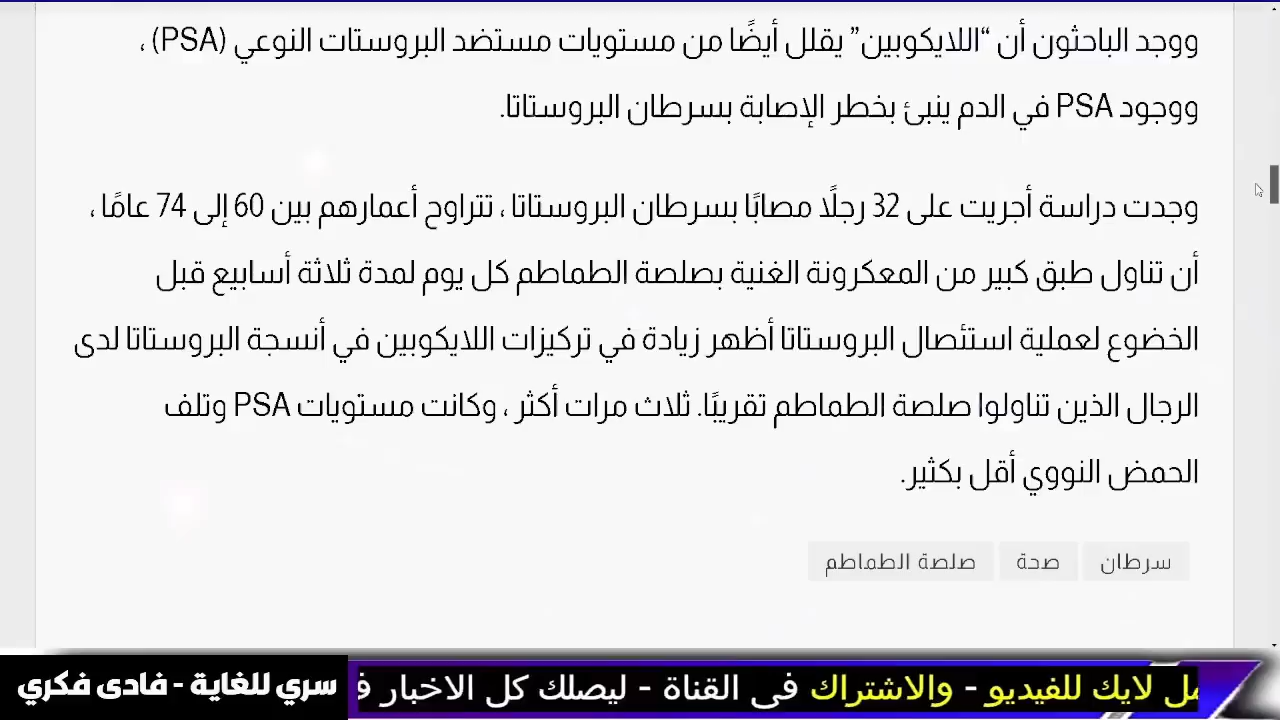 ووجد الباحثون أن “اللايكوبين” يقلل أيضًا من مستويات مستضد البروستات النوعي (PSA) ،
ووجود PSA في الدم ينبئ بخطر الإصابة بسرطان البروستاتا.
وجدت دراسة أجريت على 32 رجلاً مصابًا بسرطان البروستاتا ، تتراوح أعمارهم بين 60 إلى 74 عامًا ،
أن تناول طبق كبير من المعكرونة الغنية بصلصة الطماطم كل يوم لمدة ثلاثة أسابيع قبل
الخضوع لعملية استئصال البروستاتا أظهر زيادة في تركيزات اللايكوبين في أنسجة البروستاتا لدى
الرجال الذين تناولوا صلصة الطماطم تقريبًا. ثلاث مرات أكثر ، وكانت مستويات PSA وتلف
الحمض النووي أقل بكثير.
سرطان صحة صلصة الطماطم
لايك للفيديو - والاشتراك فى القناة - ليصلك كل الاخبار
سري للغاية - فادى فكري